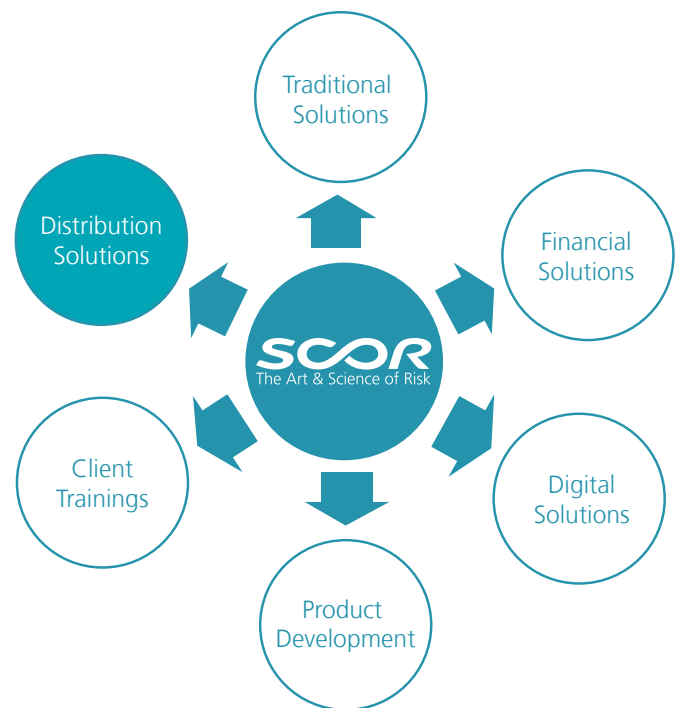 Traditional
Solutions
Distribution
Solutions
Financial
Solutions
SCOR
The Art & Science of Risk
Client
Trainings
Digital
Solutions
Product
Development